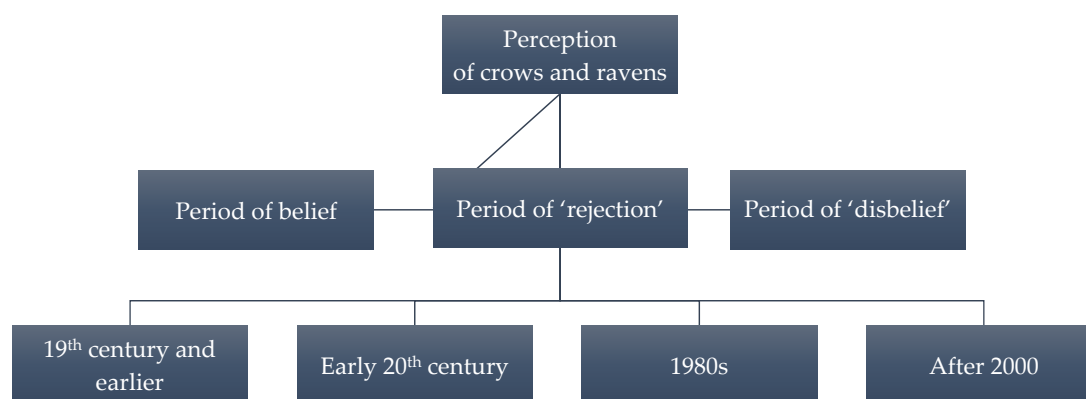 Perception
of crows and ravens
Period of belief
Period of ‘rejection’
Period of ‘disbelief’
19th century and
earlier
Early 20th century
1980s
After 2000